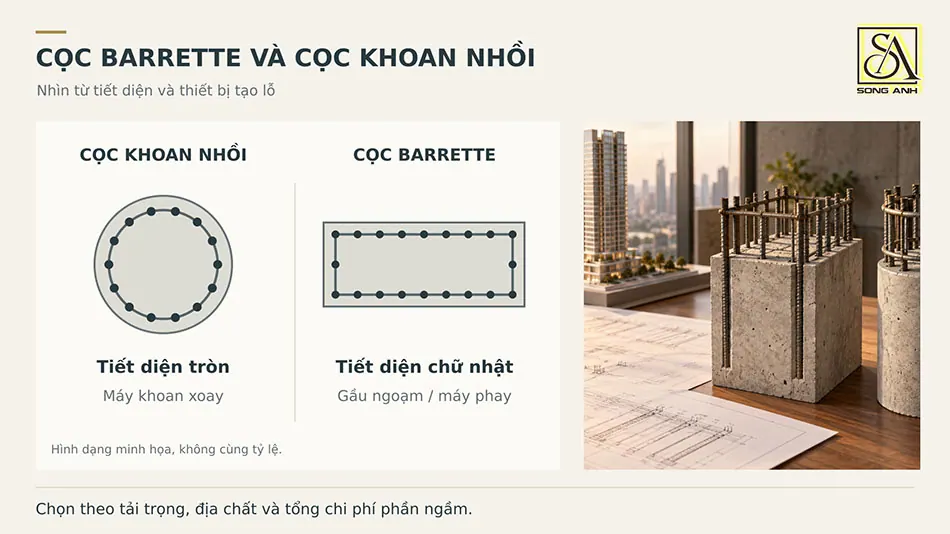 CỌC BARRETTE VÀ CỌC KHOAN NHỒI
Nhìn từ tiết diện và thiết bị tạo lỗ
SA
SONG ANH
CỌC KHOAN NHỒI
CỌC BARRETTE
Tiết diện tròn
Tiết diện chữ nhật
Máy khoan xoay
Gầu ngoạm / máy phay
Hình dạng minh họa, không cùng tỷ lệ.
Chọn theo tải trọng, địa chất và tổng chi phí phần ngầm.